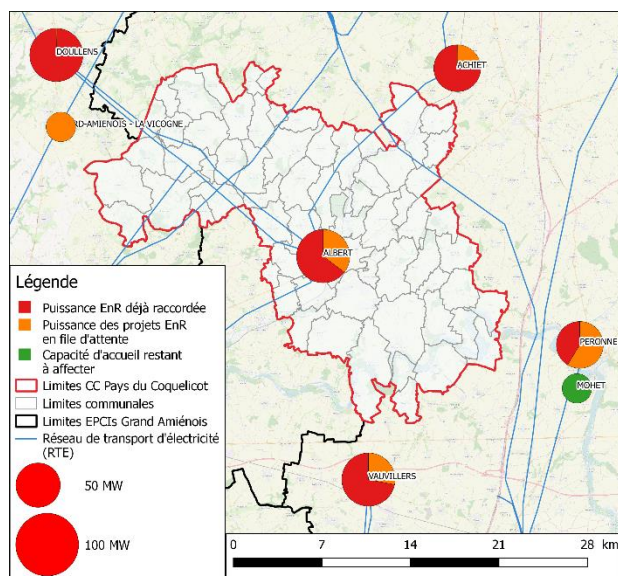 DOULLENS
ACHIET
RD-AMIENOIS - LA VICOGNE
ALBERT
PERONNE
MOHET
VAUVILLERS
Légende
Puissance EnR déjà raccordée
Puissance des projets EnR
en file d'attente
Capacité d'accueil restant
à affecter
Limites CC Pays du Coquelicot
Limites communales
Limites EPCIs Grand Amiénois
Réseau de transport d'électricité
(RTE)
50 MW
100 MW
0 7 14 21 28 km